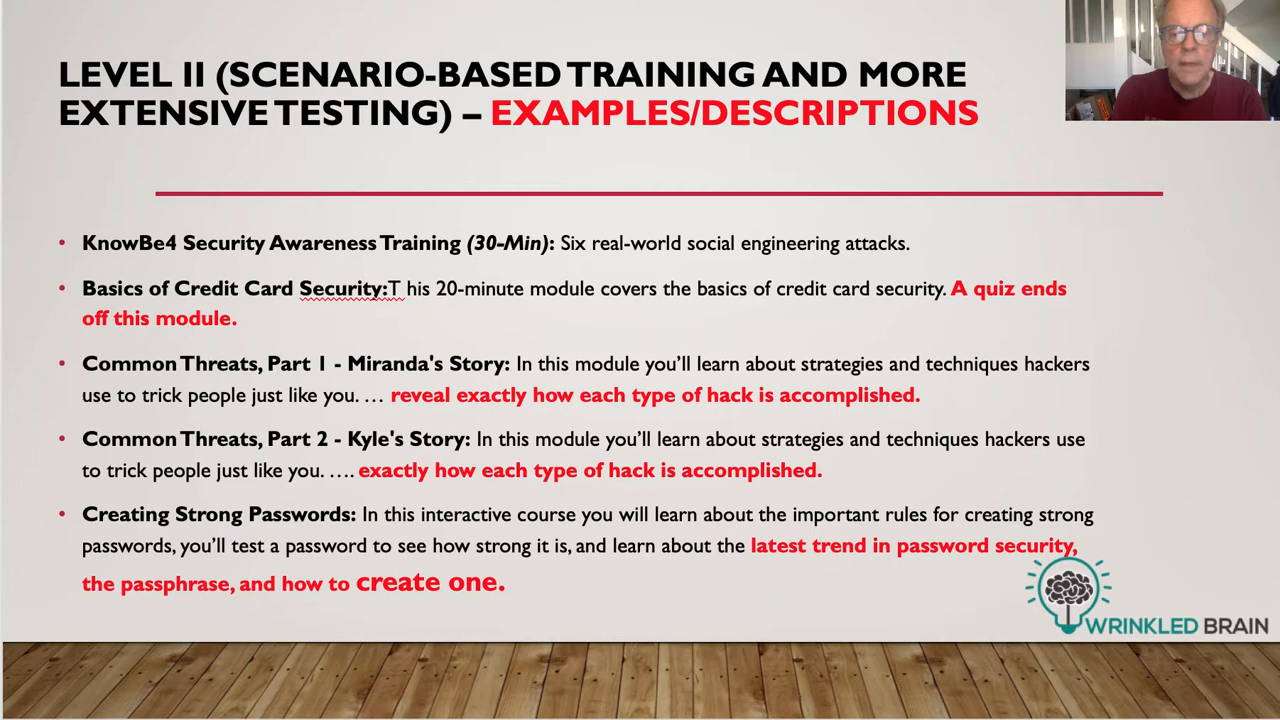 LEVEL II (SCENARIO-BASED TRAINING AND MORE
EXTENSIVE TESTING) – EXAMPLES/DESCRIPTIONS
• KnowBe4 Security Awareness Training (30-Min): Six real-world social engineering attacks.
• Basics of Credit Card Security:T his 20-minute module covers the basics of credit card security. A quiz ends
off this module.
• Common Threats, Part 1 - Miranda's Story: In this module you’ll learn about strategies and techniques hackers
use to trick people just like you. … reveal exactly how each type of hack is accomplished.
• Common Threats, Part 2 - Kyle's Story: In this module you’ll learn about strategies and techniques hackers use
to trick people just like you. …. exactly how each type of hack is accomplished.
• Creating Strong Passwords: In this interactive course you will learn about the important rules for creating strong
passwords, you’ll test a password to see how strong it is, and learn about the latest trend in password security,
the passphrase, and how to create one.
WRINKLED BRAIN